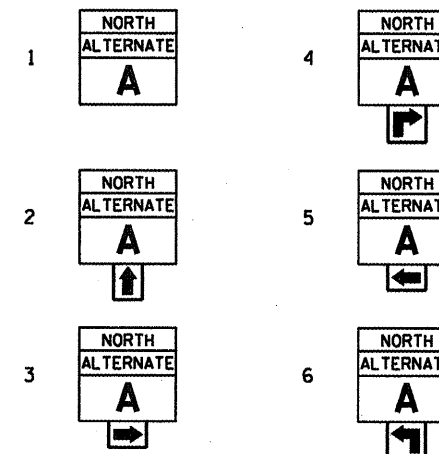 1
NORTH
ALTERNATE
A
2
NORTH
ALTERNATE
A
3
NORTH
ALTERNATE
A
4
NORTH
ALTERNAT
A
5
NORTH
ALTERNAT
A
6
NORTH
ALTERNAT
A